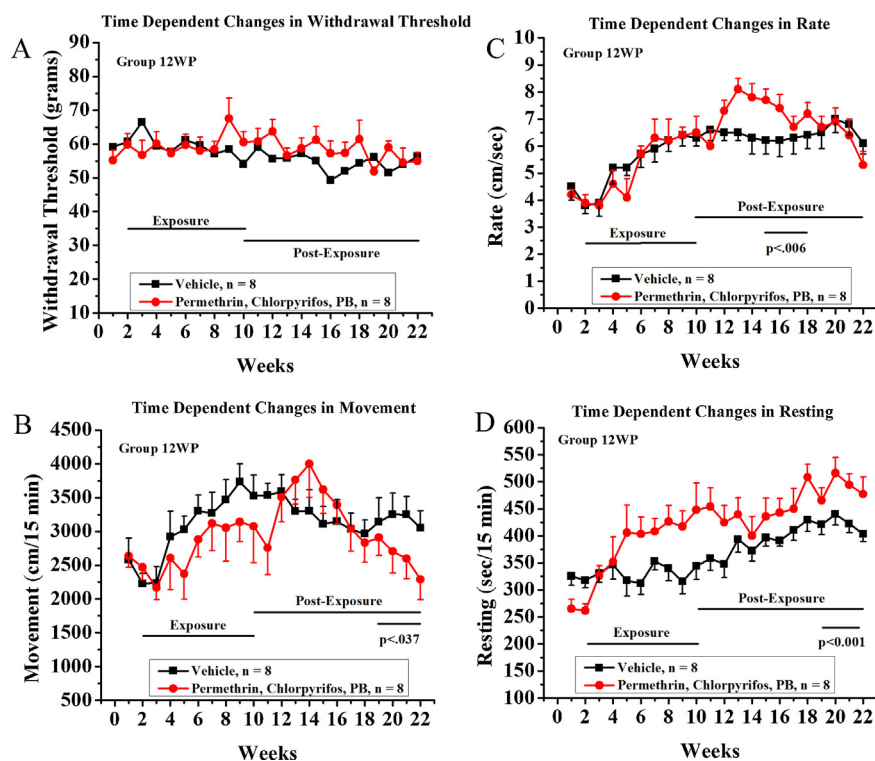 A
Time Dependent Changes in Withdrawal Threshold
Group 12WP
Withdrawal Threshold (grams)
90
80
70
60
50
40
30
20
10
Exposure
Post-Exposure
Vehicle, n = 8
Permethrin, Chlorpyrifos, PB, n = 8
0 2 4 6 8 10 12 14 16 18 20 22
Weeks
C
Time Dependent Changes in Rate
Group 12WP
Rate (cm/sec)
10
9
8
7
6
5
4
3
2
1
0
Post-Exposure
Exposure
p<.006
Vehicle, n = 8
Permethrin, Chlorpyrifos, PB, n = 8
0 2 4 6 8 10 12 14 16 18 20 22
Weeks
B
Time Dependent Changes in Movement
Group 12WP
Movement (cm/15 min)
4500
4000
3500
3000
2500
2000
1500
1000
500
Post-Exposure
Exposure
p<.037
Vehicle, n = 8
Permethrin, Chlorpyrifos, PB, n = 8
0 2 4 6 8 10 12 14 16 18 20 22
Weeks
D
Time Dependent Changes in Resting
Group 12WP
Resting (sec/15 min)
600
550
500
450
400
350
300
250
200
150
100
Post-Exposure
Exposure
p<0.001
Vehicle, n = 8
Permethrin, Chlorpyrifos, PB, n = 8
0 2 4 6 8 10 12 14 16 18 20 22
Weeks